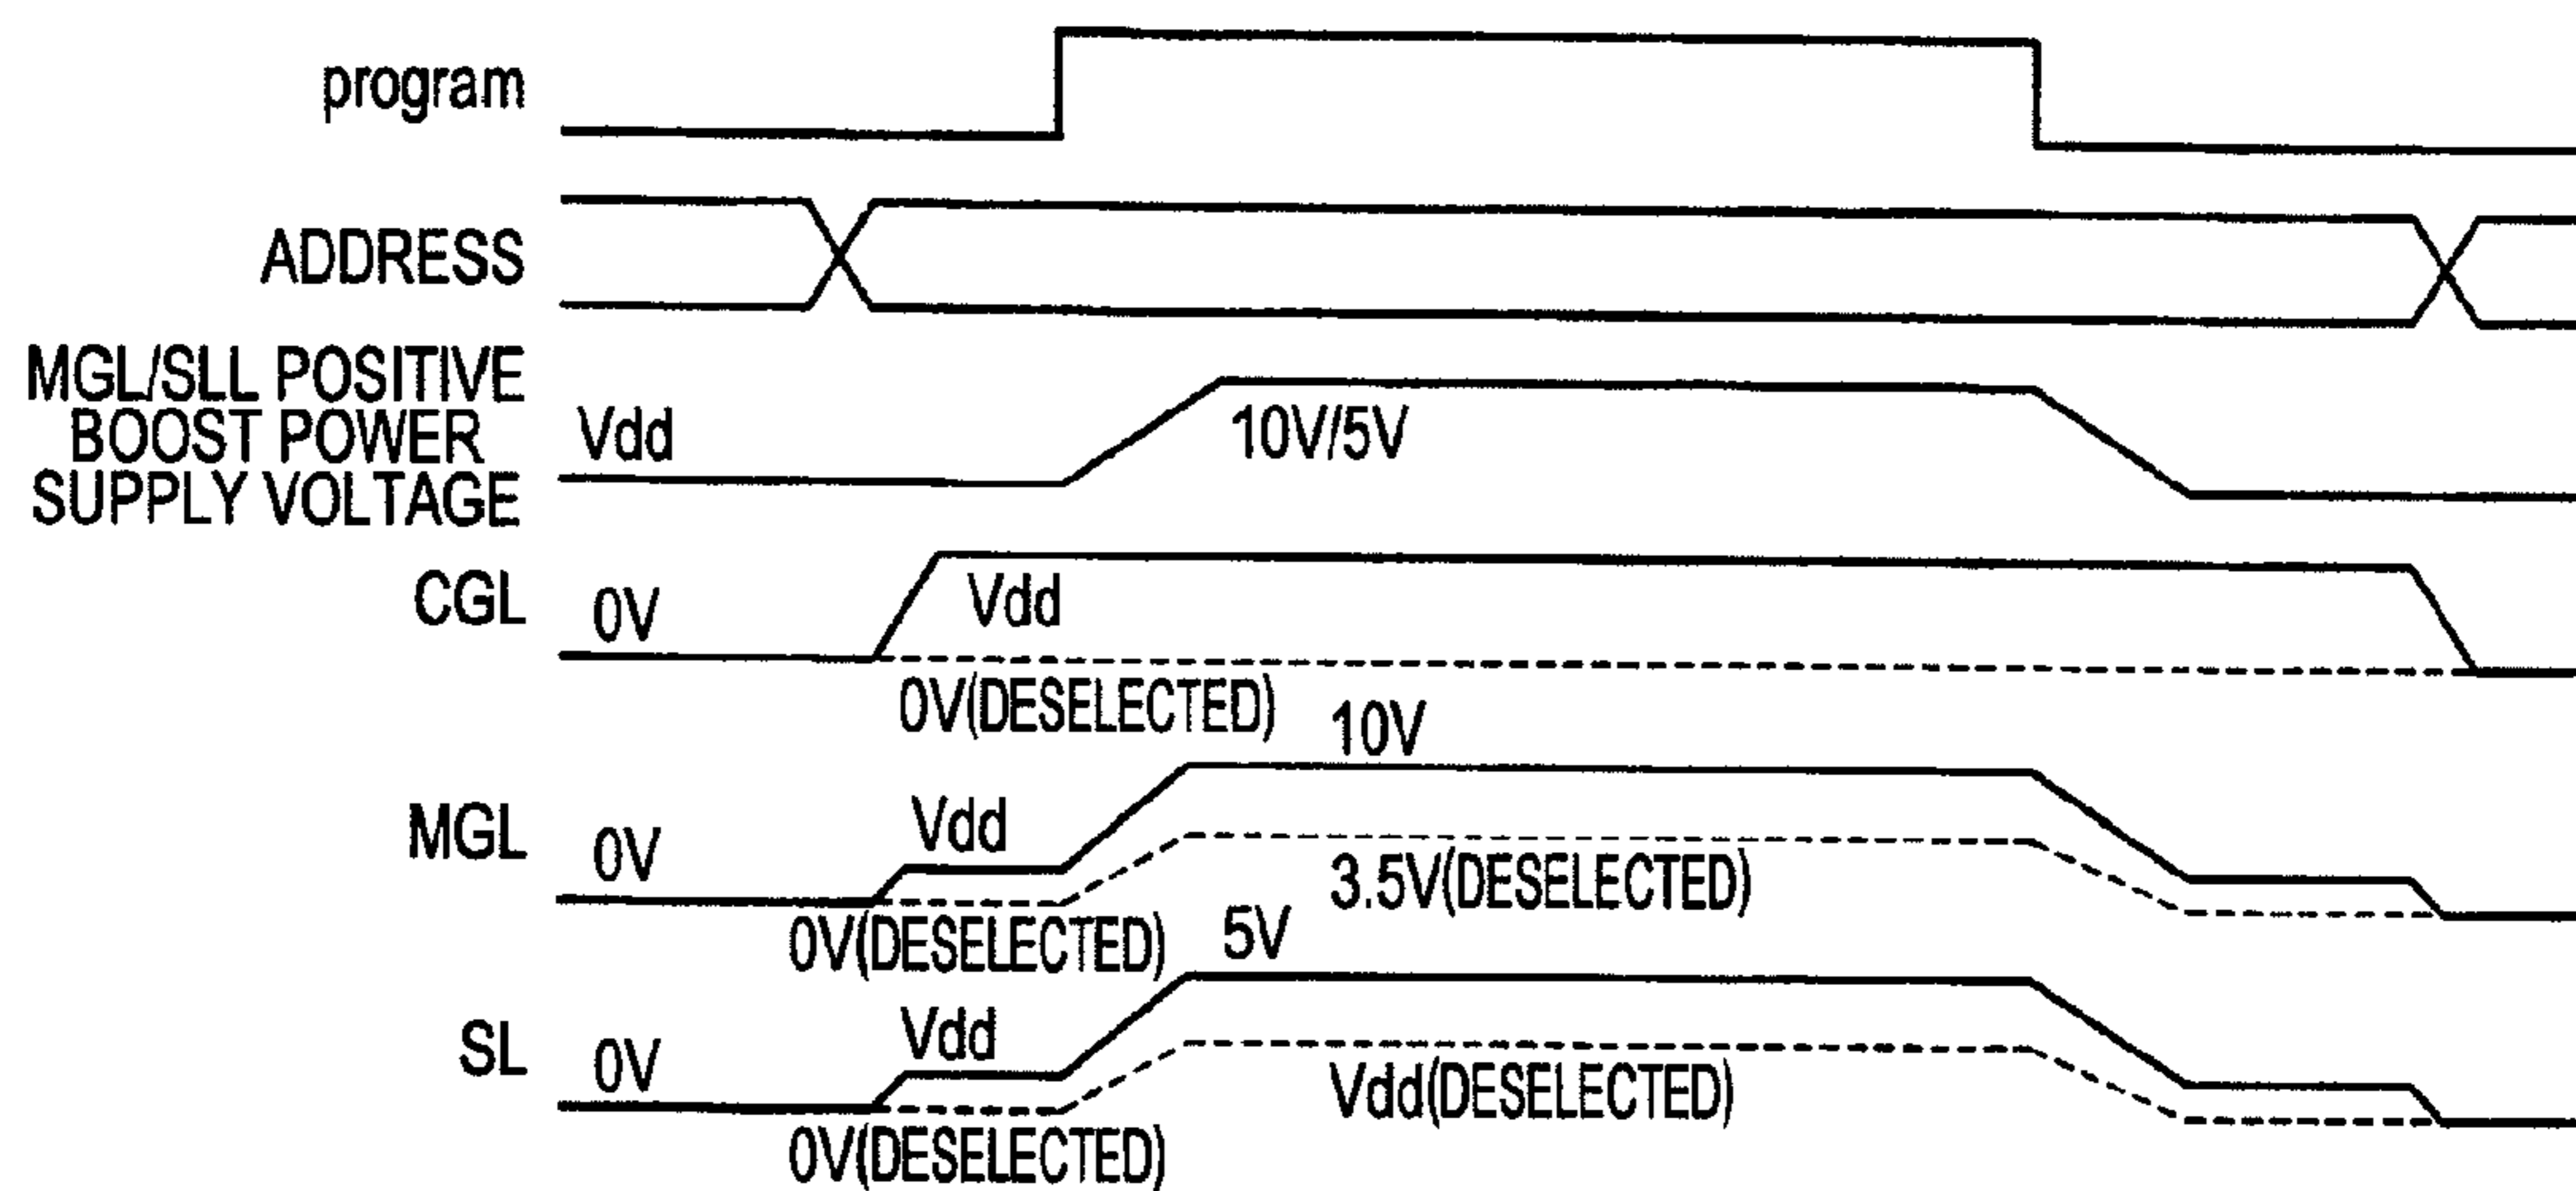 program
ADDRESS
MGL/SLL POSITIVE
BOOST POWER
SUPPLY VOLTAGE
Vdd
10V/5V
CGL
0V
Vdd
0V(DESELECTED)
MGL
0V
Vdd
10V
0V(DESELECTED)
3.5V(DESELECTED)
SL
0V
Vdd
5V
0V(DESELECTED)
Vdd(DESELECTED)